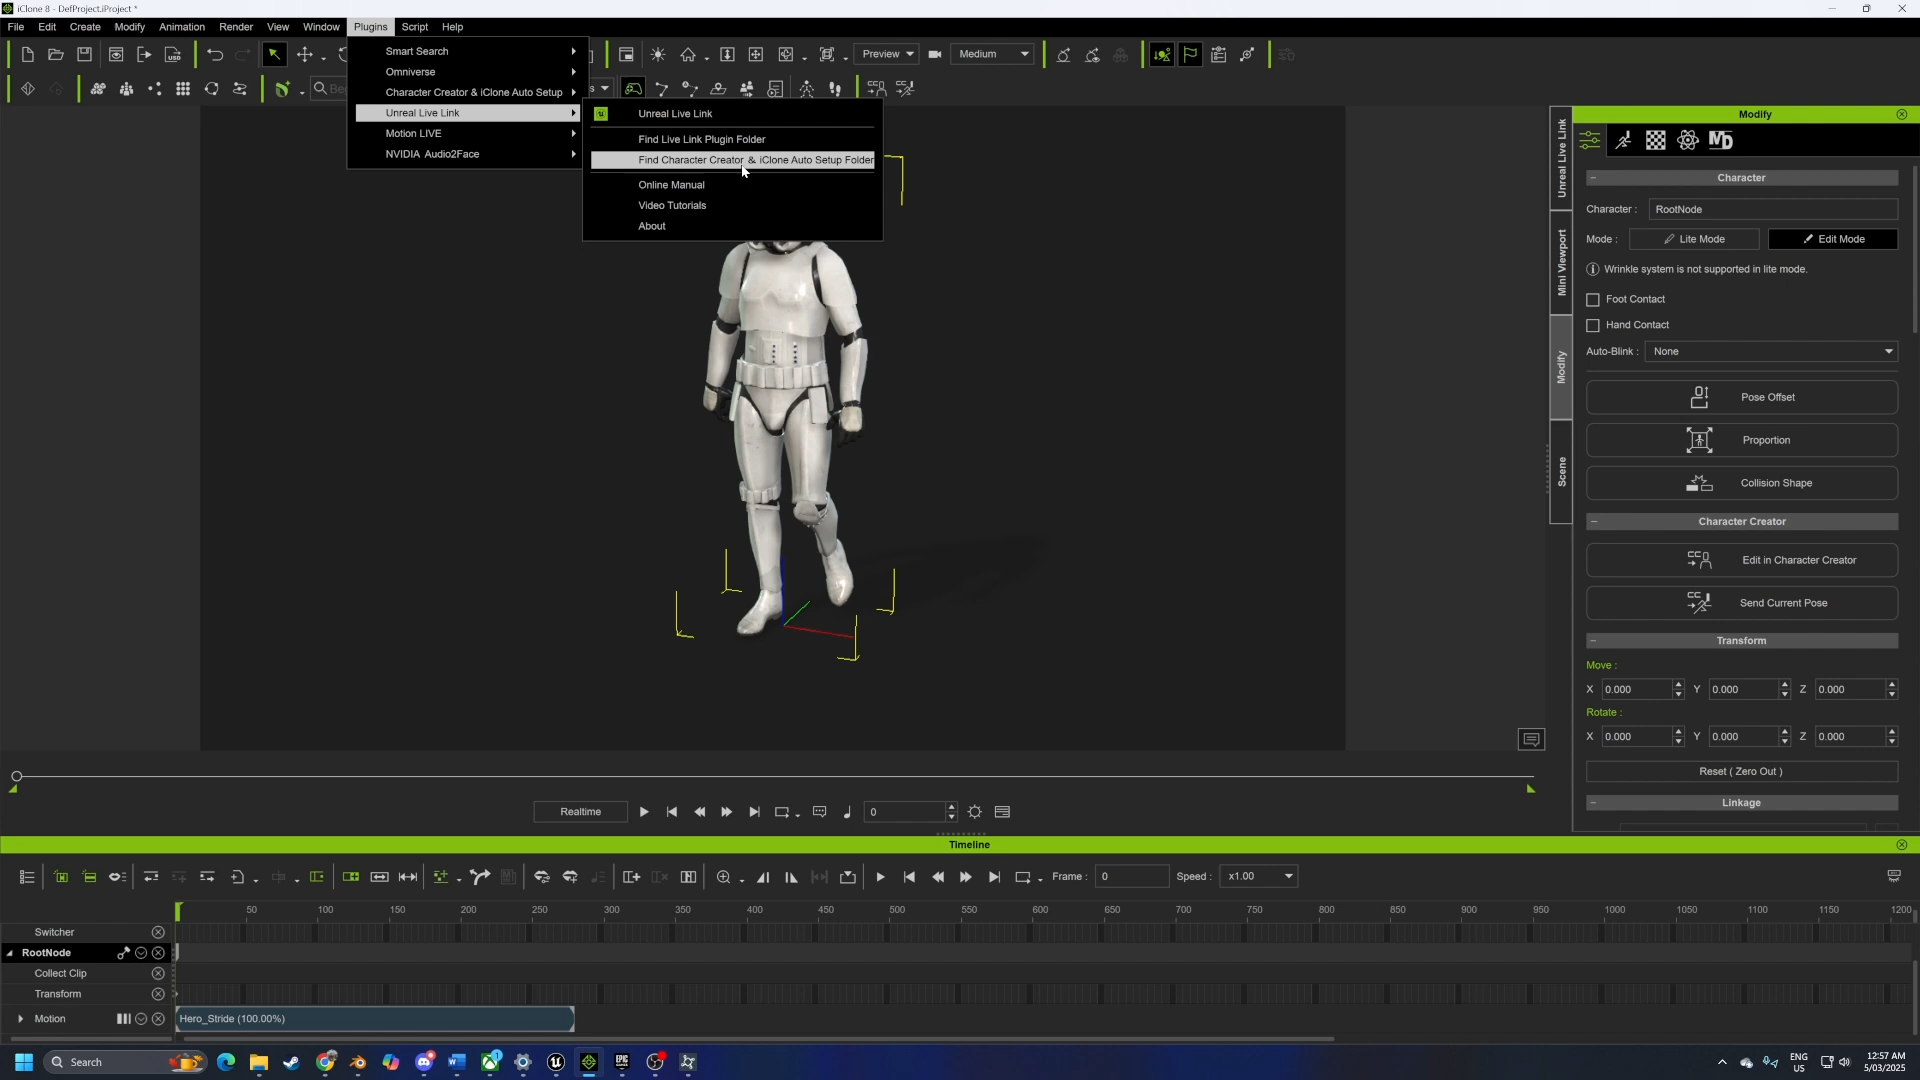 iClone 8 - DefProject.iProject *
File Edit Create Modify Animation Render View Window Plugins Script Help
Preview Medium
Smart Search
Omniverse
Character Creator & iClone Auto Setup
Unreal Live Link
Motion LIVE
NVIDIA Audio2Face
Unreal Live Link
Find Live Link Plugin Folder
Find Character Creator & iClone Auto Setup Folder
Online Manual
Video Tutorials
About
Unreal Live Link
Mini Viewport
Modify
Scene
Modify
Character
Character : RootNode
Mode : Lite Mode Edit Mode
Wrinkle system is not supported in lite mode.
Foot Contact
Hand Contact
Auto-Blink : None
Pose Offset
Proportion
Collision Shape
Character Creator
Edit in Character Creator
Send Current Pose
Transform
Move :
X 0.000 Y 0.000 Z 0.000
Rotate :
X 0.000 Y 0.000 Z 0.000
Reset ( Zero Out )
Linkage
Realtime 0
Timeline
Frame : 0 Speed : x1.00
50 100 150 200 250 300 350 400 450 500 550 600 650 700 750 800 850 900 950 1000 1050 1100 1150 1200
Switcher
RootNode
Collect Clip
Transform
Motion Hero_Stride (100.00%)
Search
ENG
US
12:57 AM
5/03/2025